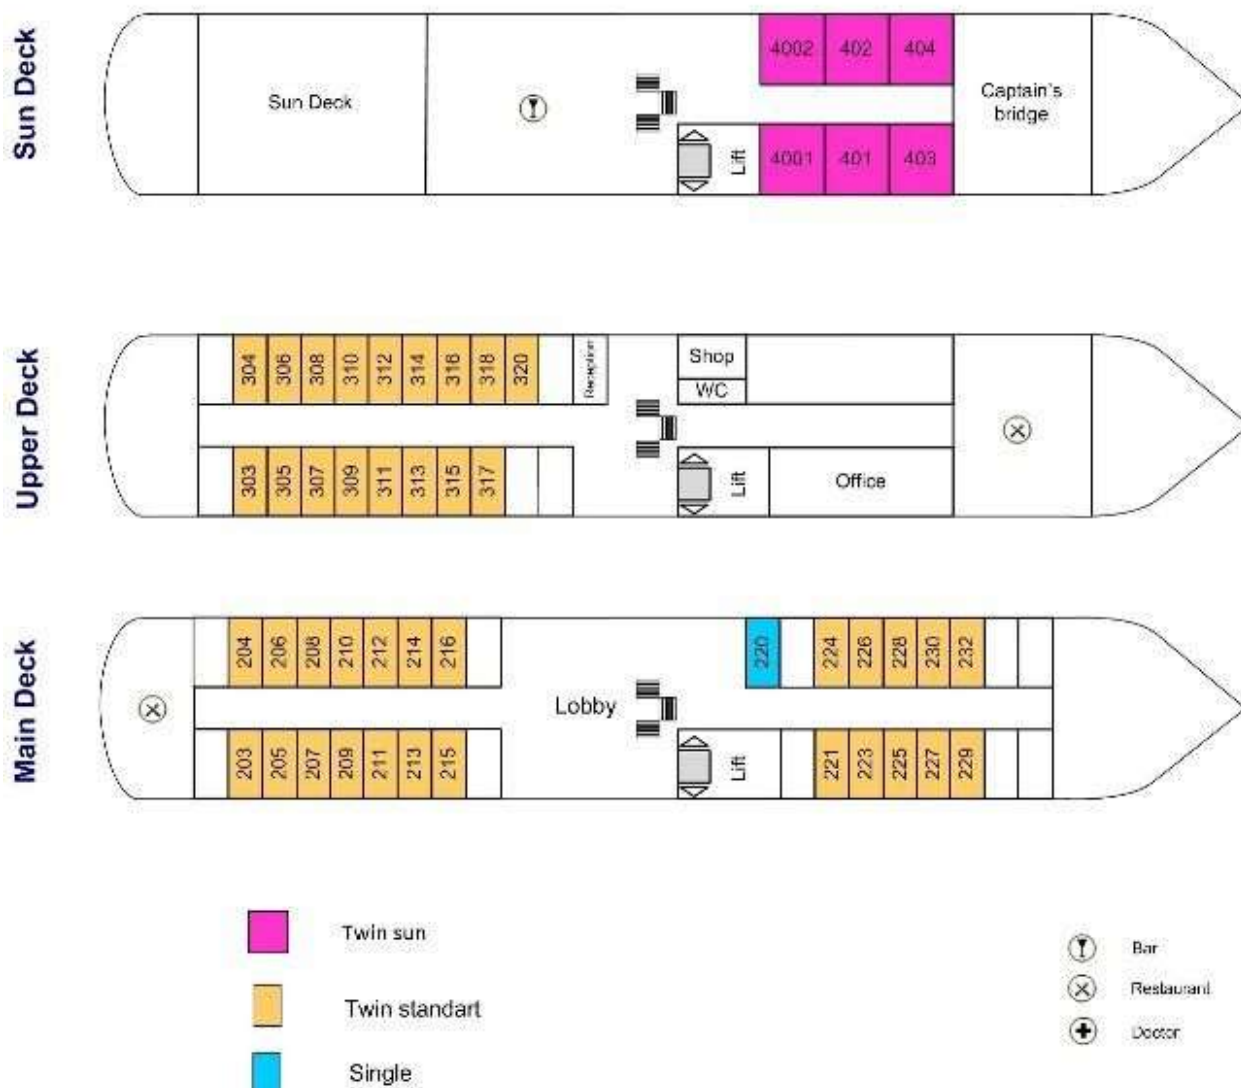 Sun Deck
4002 402 404
Sun Deck
Captain's
bridge
Lift
4001 401 403
Upper Deck
304 306 308 310 312 314 316 318 320
Reception
Shop
WC
303 305 307 309 311 313 315 317
Lift
Office
Main Deck
204 206 208 210 212 214 216
220
224 226 228 230 232
Lobby
203 205 207 209 211 213 215
Lift
221 223 225 227 229
Twin sun
Twin standart
Single
Bar
Restaurant
Doctor